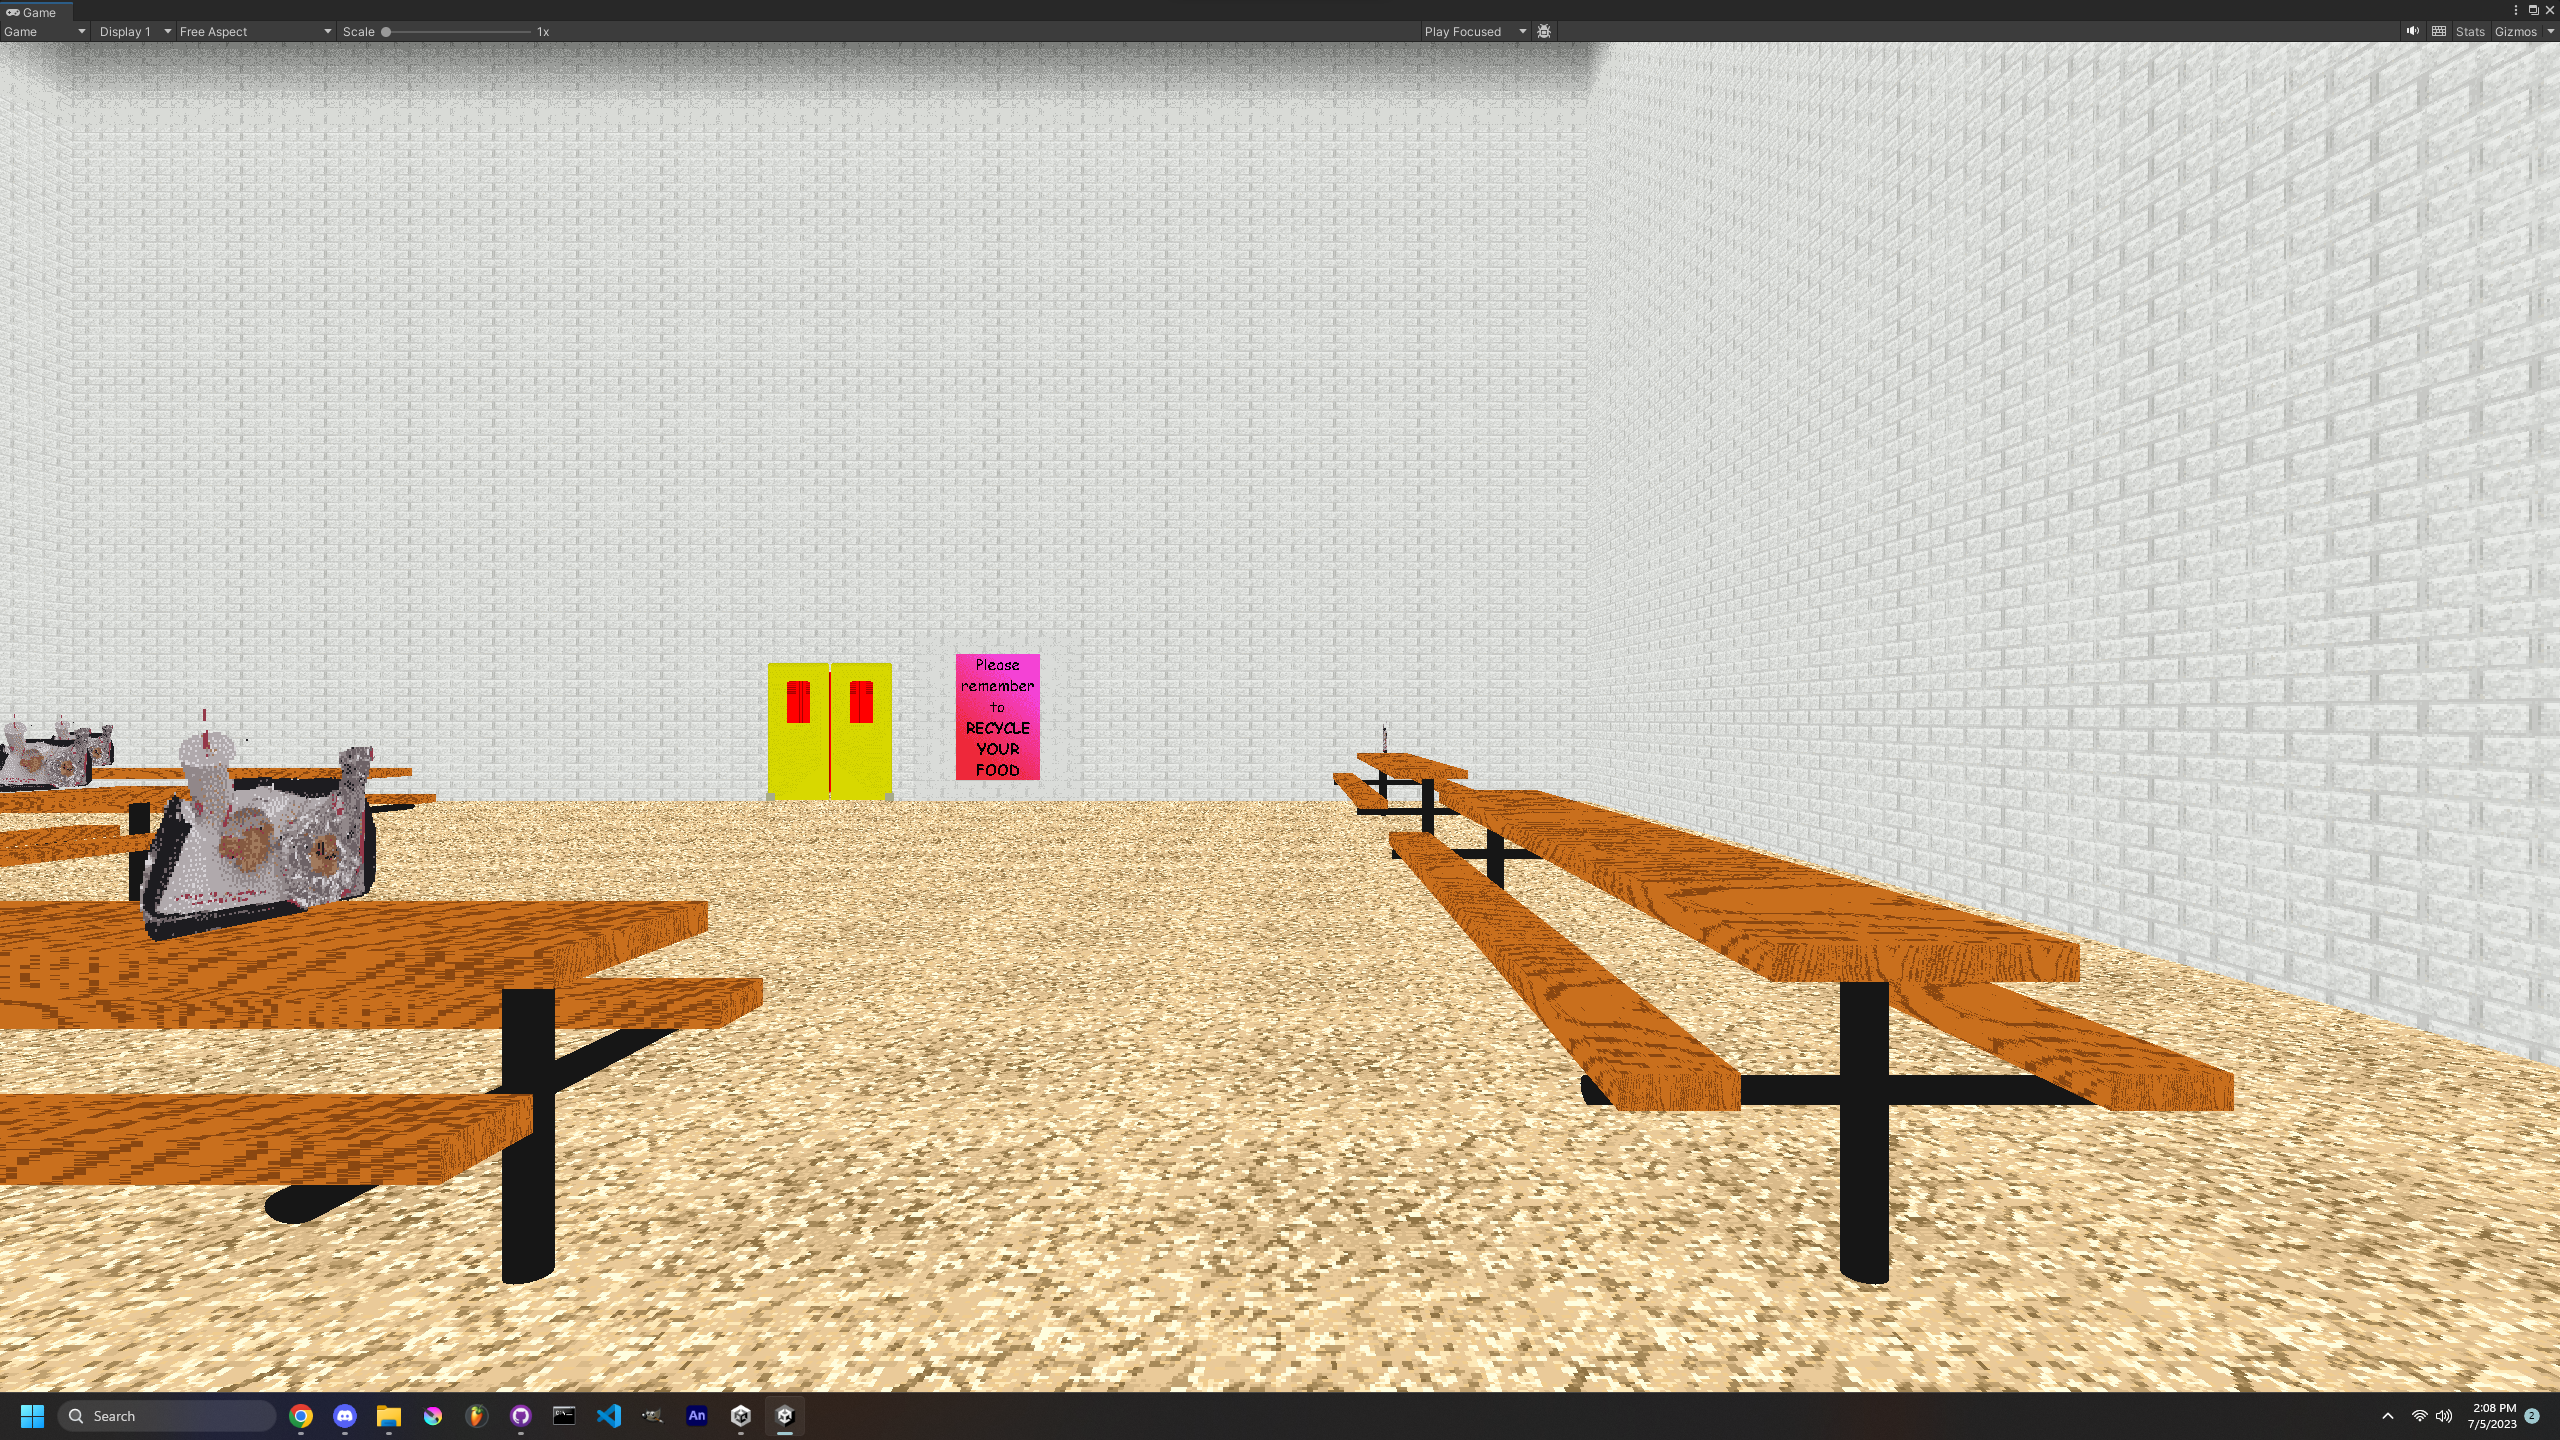 Game
Game
Display 1
Free Aspect
Scale
1x
Play Focused
Stats
Gizmos
Please
remember
to
RECYCLE
YOUR
FOOD
Search
An
2:08 PM
7/5/2023
2